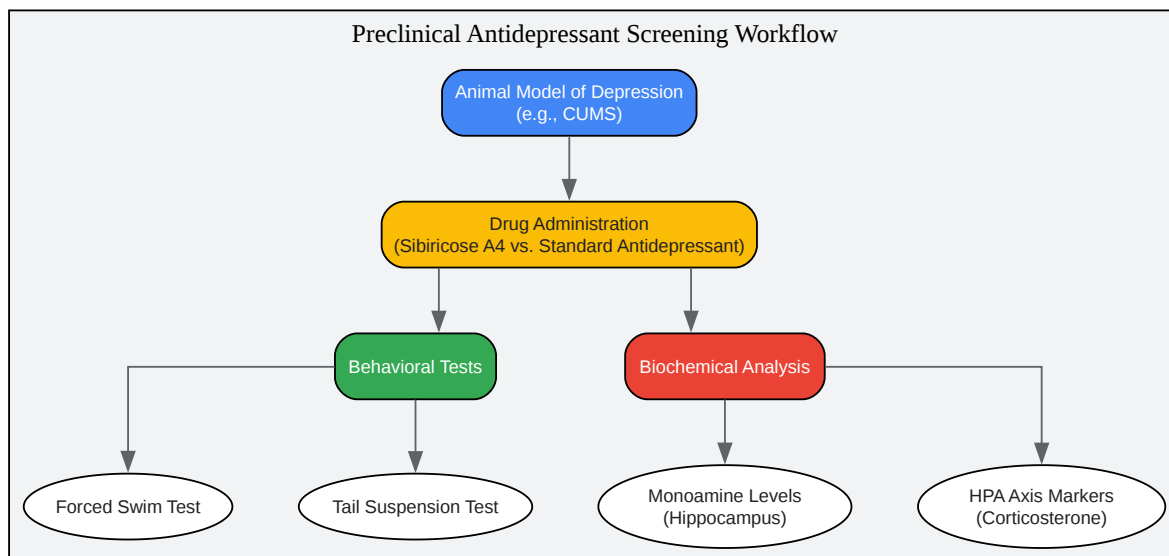 Preclinical Antidepressant Screening Workflow
Animal Model of Depression
(e.g., CUMS)
Drug Administration
(Sibiricose A4 vs. Standard Antidepressant)
Behavioral Tests
Biochemical Analysis
Forced Swim Test
Tail Suspension Test
Monoamine Levels
(Hippocampus)
HPA Axis Markers
(Corticosterone)